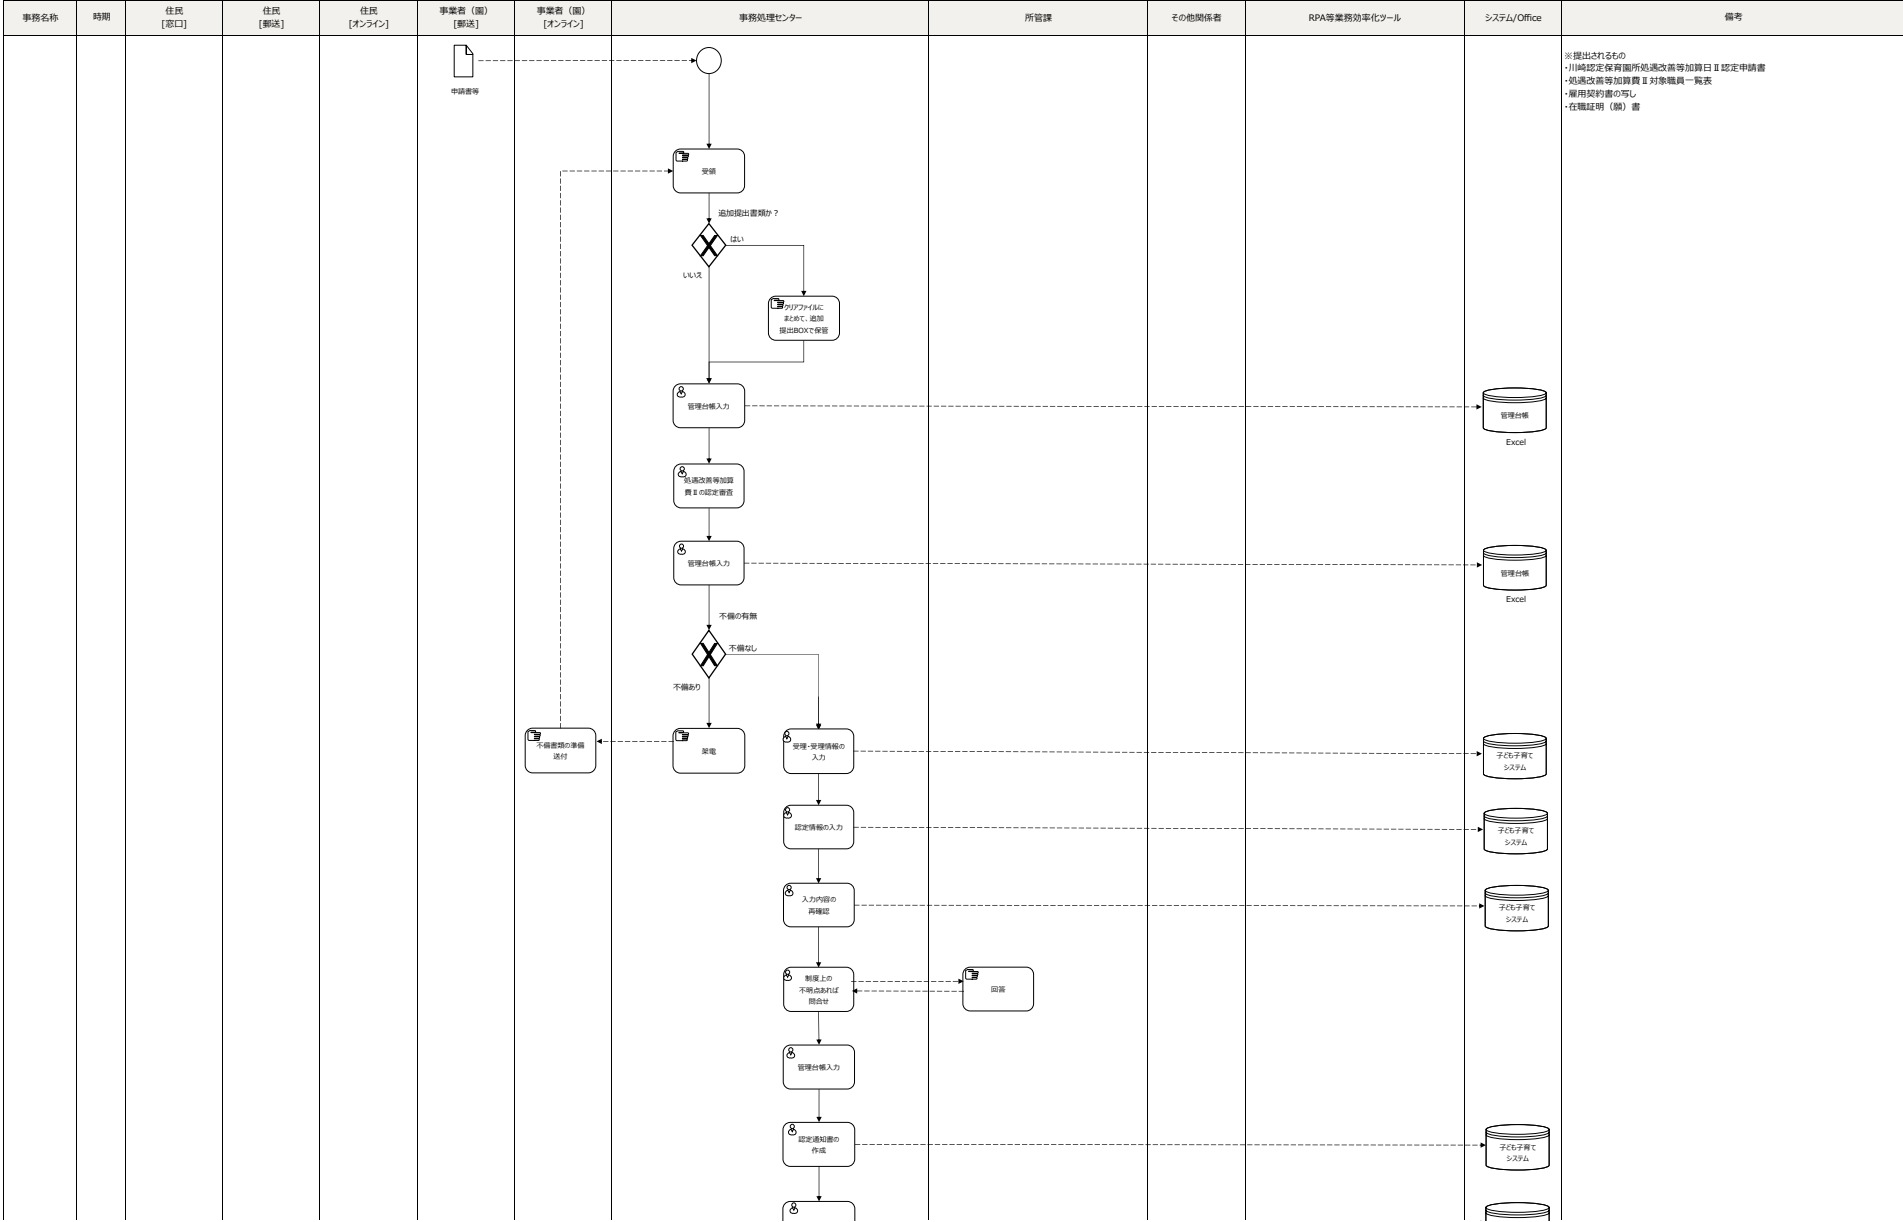 事務名称
時期
住民
[窓口]
住民
[郵送]
住民
[オンライン]
事業者（園）
[郵送]
事業者（園）
[オンライン]
事務処理センター
所管課
その他関係者
RPA等業務効率化ツール
システム/Office
備考
申請書等
※提出されるもの
・川崎認定保育園所処遇改善等加算日Ⅱ認定申請書
・処遇改善等加算費Ⅱ対象職員一覧表
・雇用契約書の写し
・在職証明（願）書
受領
追加提出書類か？
はい
いいえ
クリアファイルに
まとめて、追加
提出BOXで保管
管理台帳入力
管理台帳
Excel
処遇改善等加算
費Ⅱの認定審査
管理台帳入力
管理台帳
Excel
不備の有無
不備なし
不備あり
不備書類の準備
送付
架電
受理・受理情報の
入力
子ども子育て
システム
認定情報の入力
子ども子育て
システム
入力内容の
再確認
子ども子育て
システム
制度上の
不明点あれば
問合せ
回答
管理台帳入力
認定通知書の
作成
子ども子育て
システム